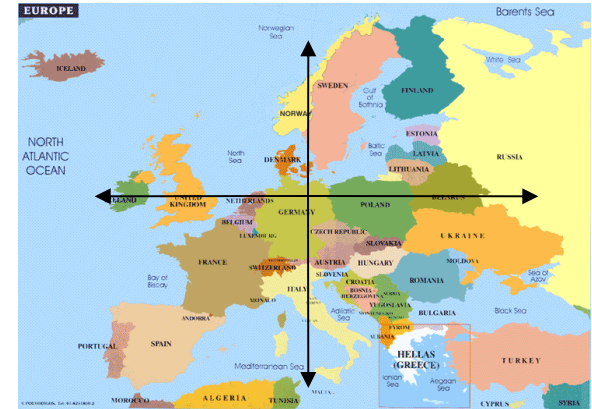 EUROPE
Barents Sea
Norwegian
Sea
White Sea
ICELAND
SWEDEN
FINLAND
Gulf
of
Bothnia
NORWAY
NORTH
ATLANTIC
OCEAN
ESTONIA
North
Sea
Baltic
Sea
LATVIA
RUSSIA
DENMARK
LITHUANIA
UNITED
KINGDOM
NETHERLANDS
BELARUS
GERMANY
POLAND
BELGIUM
CZECH REPUBLIC
UKRAINE
SLOVAKIA
FRANCE
AUSTRIA
MOLDOVA
SWITZERLAND
HUNGARY
SLOVENIA
Bay of
Biscay
ROMANIA
Sea of
Azov
CROATIA
ITALY
BOSNIA
HERZEGOVINA
MONACO
YUGOSLAVIA
Adriatic
Sea
BULGARIA
Black Sea
ANDORRA
FYROM
ALBANIA
PORTUGAL
SPAIN
HELLAS
(GREECE)
TURKEY
Mediterranean Sea
Ionian
Sea
Aegean
Sea
MALTA
MOROCCO
ALGERIA
TUNISIA
CYPRUS
SYRIA